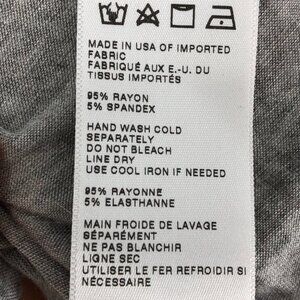 MADE IN USA OF IMPORTED
FABRIC
FABRIQUÉ AUX E.-U. DU
TISSUS IMPORTÉS
95% RAYON
5% SPANDEX
HAND WASH COLD
SEPARATELY
DO NOT BLEACH
LINE DRY
USE COOL IRON IF NEEDED
95% RAYONNE
5% ELASTHANNE
MAIN FROIDE DE LAVAGE
SÉPARÉMENT
NE PAS BLANCHIR
LIGNE SEC
UTILISER LE FER REFROIDIR SI
NÉCESSAIRE